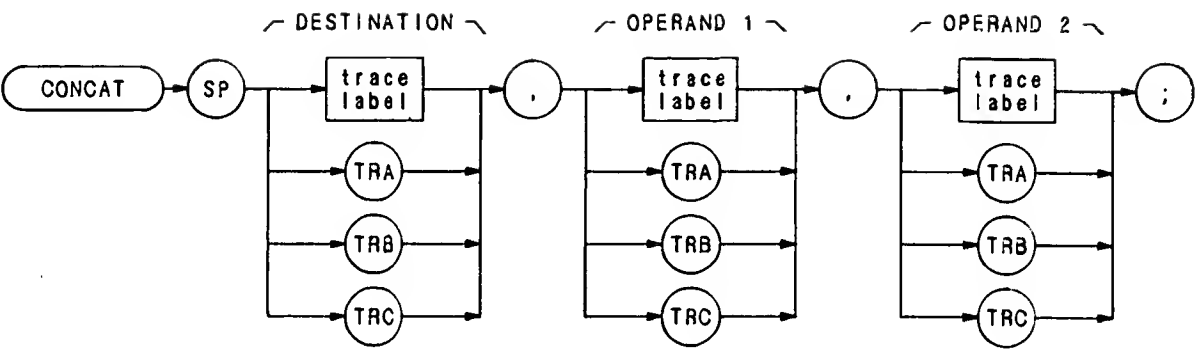 DESTINATION
OPERAND 1
OPERAND 2
CONCAT
SP
trace
label
,
trace
label
,
trace
label
;
TRA
TRA
TRA
TRB
TRB
TRB
TRC
TRC
TRC